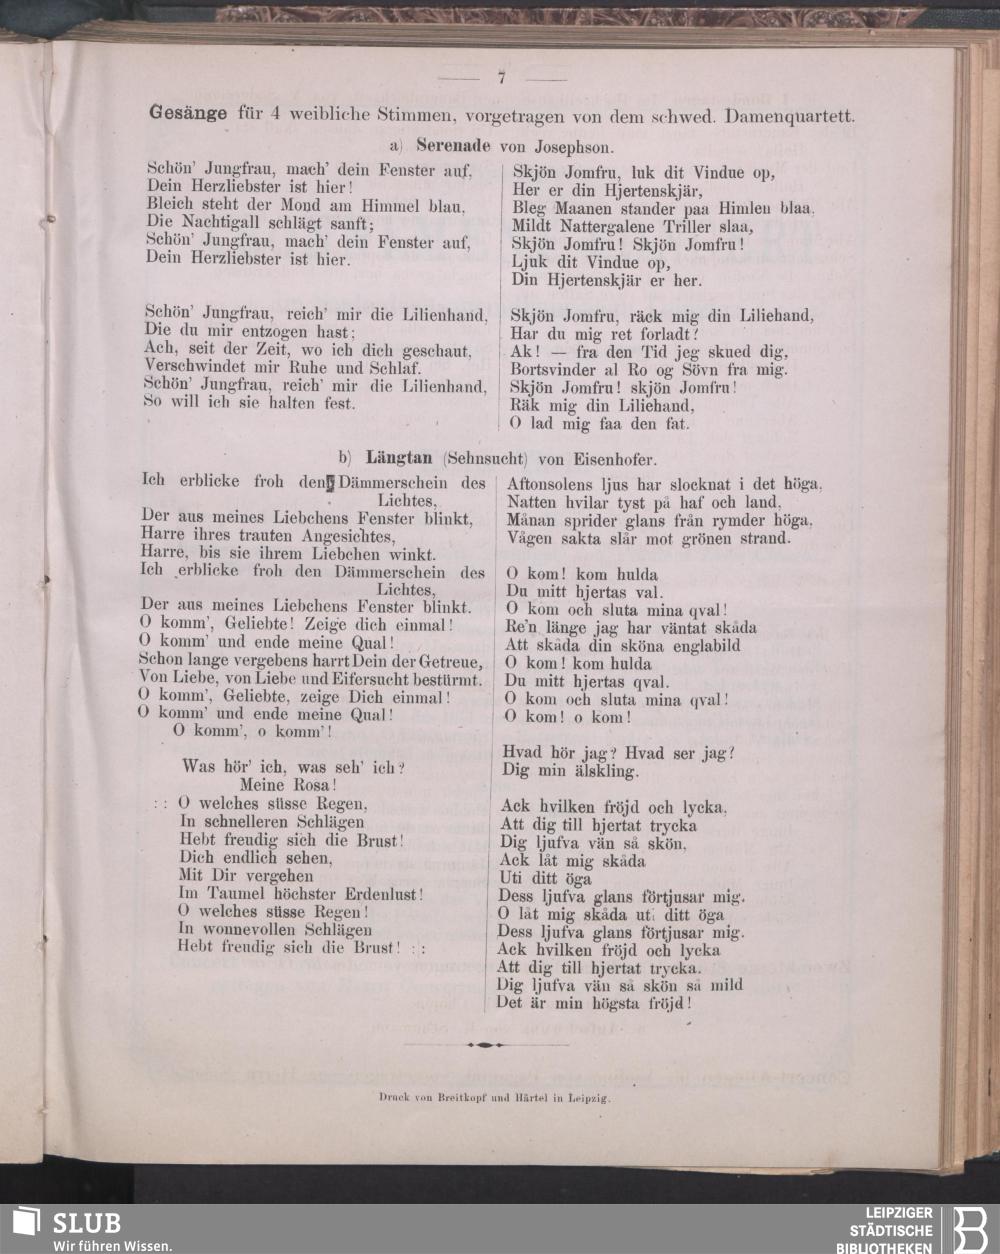 7
Gesänge für 4 weibliche Stimmen, vorgetragen von dem schwed. Damenquartett.
a) Serenade von Josephson.
Schön' Jungfrau, mach' dein Fenster auf,
Dein Herzliebster ist hier!
Bleich steht der Mond am Himmel blau,
Die Nachtigall schlägt sanft;
Schön' Jungfrau, mach' dein Fenster auf,
Dein Herzliebster ist hier.
Schön' Jungfrau, reich' mir die Lilienhand,
Die du mir entzogen hast;
Ach, seit der Zeit, wo ich dich geschaut,
Verschwindet mir Ruhe und Schlaf.
Schön' Jungfrau, reich' mir die Lilienhand,
So will ich sie halten fest.
Skjön Jomfru, luk dit Vindue op,
Her er din Hjertenskjär,
Bleg Maanen stander paa Himlen blaa,
Mildt Nattergalene Triller slaa,
Skjön Jomfru! Skjön Jomfru!
Ljuk dit Vindue op,
Din Hjertenskjär er her.
Skjön Jomfru, räck mig din Liliehand,
Har du mig ret forladt?
Ak! — fra den Tid jeg skued dig,
Bortsvinder al Ro og Sövn fra mig.
Skjön Jomfru! skjön Jomfru!
Räk mig din Liliehand,
O lad mig faa den fat.
b) Längtan (Sehnsucht) von Eisenhofer.
Ich erblicke froh den Dämmerschein des
Lichtes,
Der aus meines Liebchens Fenster blinkt,
Harre ihres trauten Angesichtes,
Harre, bis sie ihrem Liebchen winkt.
Ich erblicke froh den Dämmerschein des
Lichtes,
Der aus meines Liebchens Fenster blinkt.
O komm', Geliebte! Zeige dich einmal!
O komm' und ende meine Qual!
Schon lange vergebens harrt Dein der Getreue,
Von Liebe, von Liebe und Eifersucht bestürmt.
O komm', Geliebte, zeige Dich einmal!
O komm' und ende meine Qual!
O komm', o komm'!
Was hör' ich, was seh' ich?
Meine Rosa!
: : O welches süsse Regen,
In schnelleren Schlägen
Hebt freudig sich die Brust!
Dich endlich sehen,
Mit Dir vergehen
Im Taumel höchster Erdenlust!
O welches süsse Regen!
In wonnevollen Schlägen
Hebt freudig sich die Brust! : :
Aftonsolens ljus har slocknat i det höga,
Natten hvilar tyst på haf och land,
Månan sprider glans från rymder höga,
Vågen sakta slår mot grönen strand.
O kom! kom hulda
Du mitt hjertas val.
O kom och sluta mina qval!
Re'n länge jag har väntat skåda
Att skåda din sköna englabild
O kom! kom hulda
Du mitt hjertas qval.
O kom och sluta mina qval!
O kom! o kom!
Hvad hör jag? Hvad ser jag?
Dig min älskling.
Ack hvilken fröjd och lycka,
Att dig till hjertat trycka
Dig ljufva vän så skön,
Ack låt mig skåda
Uti ditt öga
Dess ljufva glans förtjusar mig.
O låt mig skåda uti ditt öga
Dess ljufva glans förtjusar mig.
Ack hvilken fröjd och lycka
Att dig till hjertat trycka.
Dig ljufva vän så skön så mild
Det är min högsta fröjd!
Druck von Breitkopf und Härtel in Leipzig.
SLUB
Wir führen Wissen.
LEIPZIGER
STÄDTISCHE
BIBLIOTHEKEN